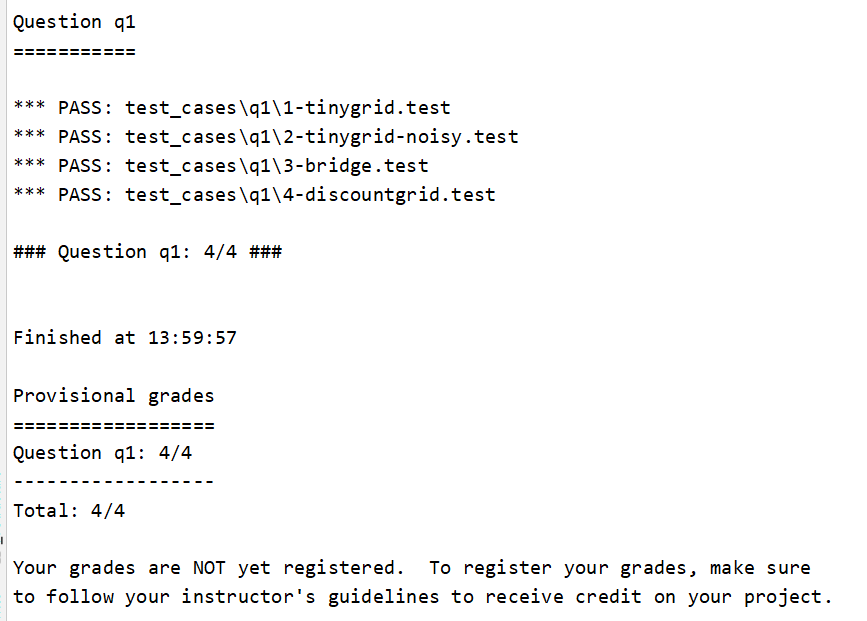 Question q1
===========
*** PASS: test_cases\q1\1-tinygrid.test
*** PASS: test_cases\q1\2-tinygrid-noisy.test
*** PASS: test_cases\q1\3-bridge.test
*** PASS: test_cases\q1\4-discountgrid.test
### Question q1: 4/4 ###
Finished at 13:59:57
Provisional grades
==================
Question q1: 4/4
------------------
Total: 4/4
Your grades are NOT yet registered.  To register your grades, make sure
to follow your instructor's guidelines to receive credit on your project.